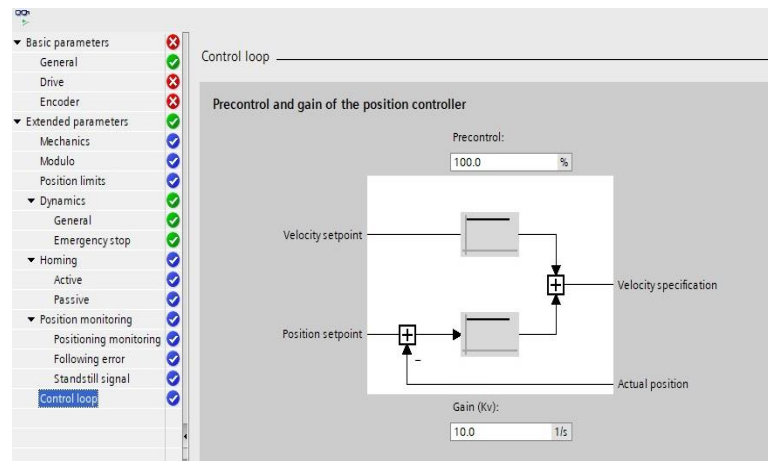 Basic parameters
General
Drive
Encoder
Extended parameters
Mechanics
Modulo
Position limits
Dynamics
General
Emergency stop
Homing
Active
Passive
Position monitoring
Positioning monitoring
Following error
Standstill signal
Control loop
Control loop
Precontrol and gain of the position controller
Precontrol:
100.0 %
Velocity setpoint
Velocity specification
Position setpoint
Actual position
Gain (Kv):
10.0 1/s